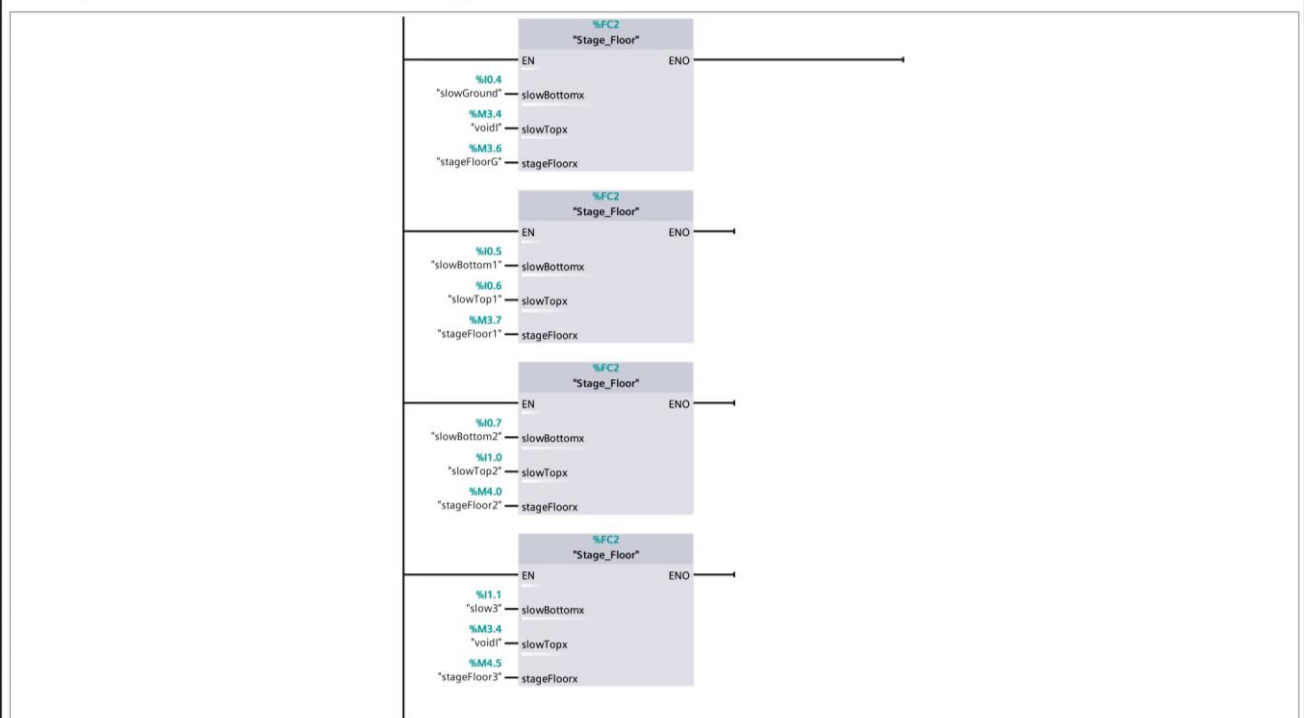 %FC2
"Stage_Floor"
EN ENO
%I0.4
"slowGround" slowBottomx
%M3.4
"voidI" slowTopx
%M3.6
"stageFloorG" stageFloorx
%FC2
"Stage_Floor"
EN ENO
%I0.5
"slowBottom1" slowBottomx
%I0.6
"slowTop1" slowTopx
%M3.7
"stageFloor1" stageFloorx
%FC2
"Stage_Floor"
EN ENO
%I0.7
"slowBottom2" slowBottomx
%I1.0
"slowTop2" slowTopx
%M4.0
"stageFloor2" stageFloorx
%FC2
"Stage_Floor"
EN ENO
%I1.1
"slow3" slowBottomx
%M3.4
"voidI" slowTopx
%M4.5
"stageFloor3" stageFloorx